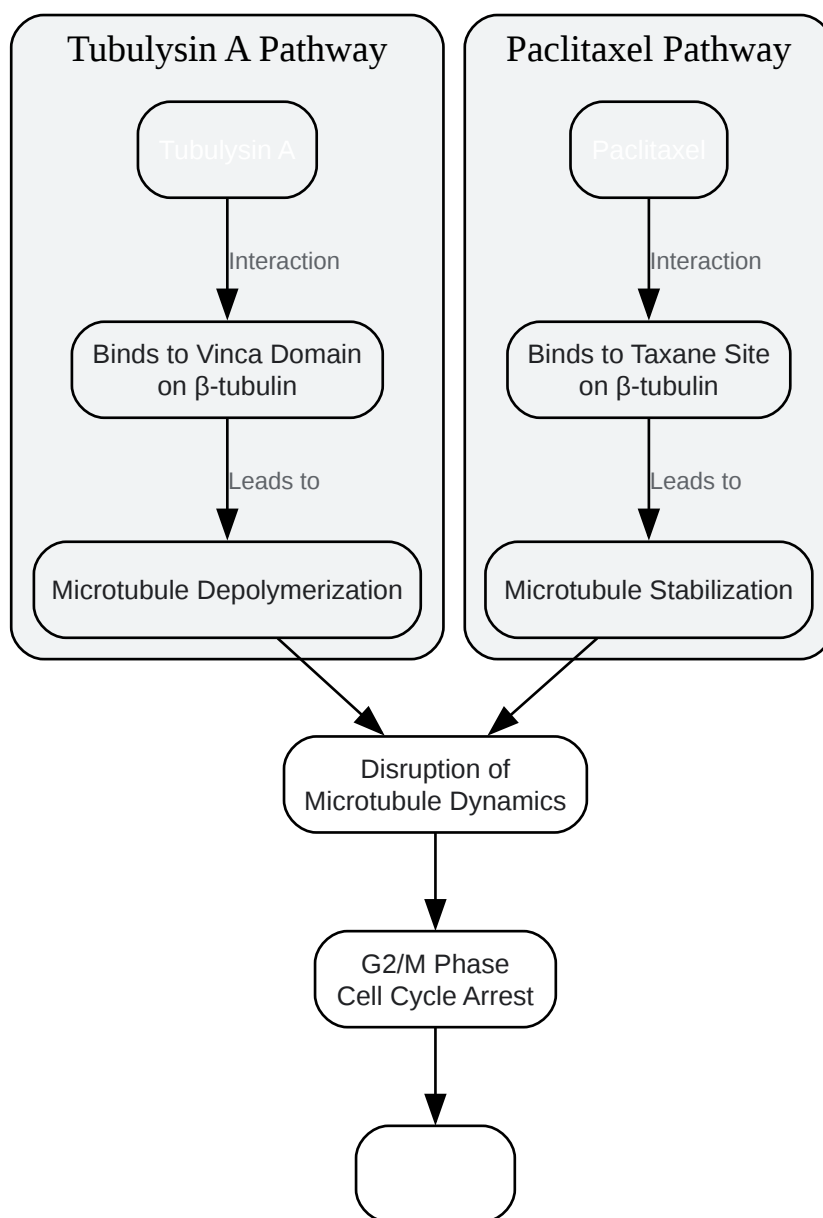 Tubulysin A Pathway
Paclitaxel Pathway
Tubulysin A
Paclitaxel
Interaction
Interaction
Binds to Vinca Domain
on β-tubulin
Binds to Taxane Site
on β-tubulin
Leads to
Leads to
Microtubule Depolymerization
Microtubule Stabilization
Disruption of
Microtubule Dynamics
G2/M Phase
Cell Cycle Arrest